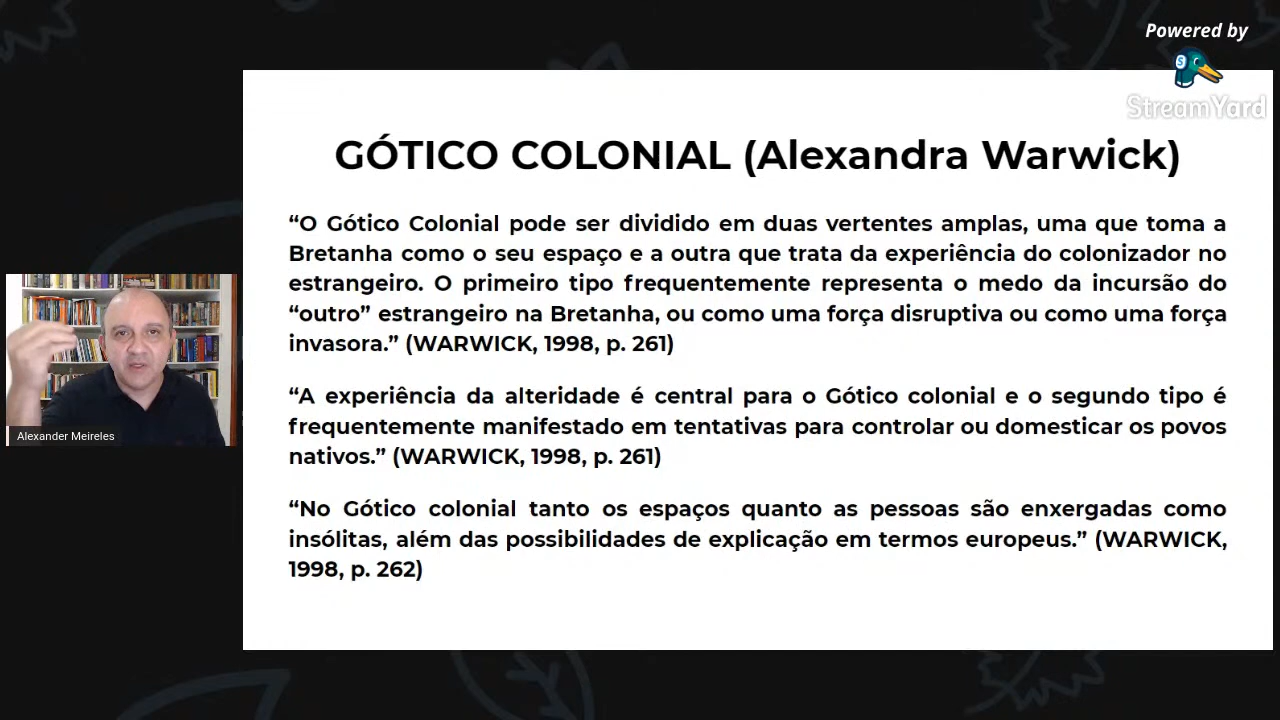 Powered by
StreamYard
GÓTICO COLONIAL (Alexandra Warwick)
“O Gótico Colonial pode ser dividido em duas vertentes amplas, uma que toma a
Bretanha como o seu espaço e a outra que trata da experiência do colonizador no
estrangeiro. O primeiro tipo frequentemente representa o medo da incursão do
“outro” estrangeiro na Bretanha, ou como uma força disruptiva ou como uma força
invasora.” (WARWICK, 1998, p. 261)
“A experiência da alteridade é central para o Gótico colonial e o segundo tipo é
frequentemente manifestado em tentativas para controlar ou domesticar os povos
nativos.” (WARWICK, 1998, p. 261)
“No Gótico colonial tanto os espaços quanto as pessoas são enxergadas como
insólitas, além das possibilidades de explicação em termos europeus.” (WARWICK,
1998, p. 262)
Alexander Meireles